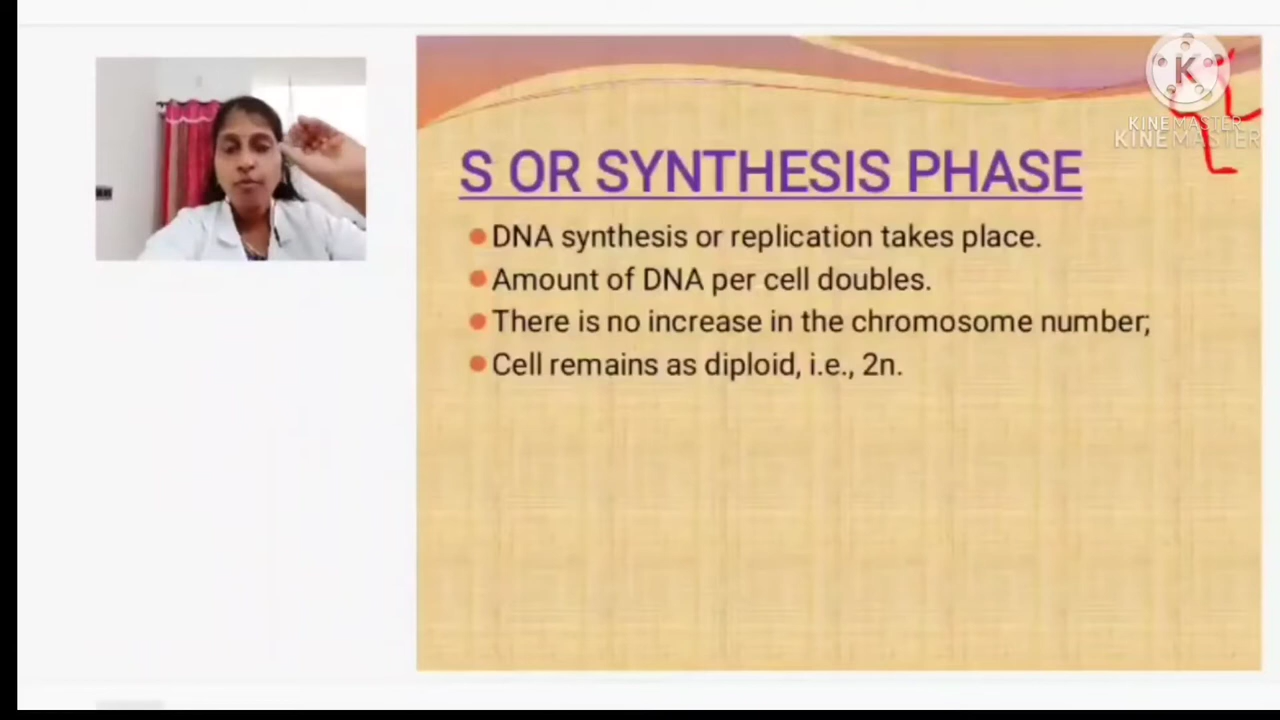 K
KINEMASTER
KINEMASTER
S OR SYNTHESIS PHASE
DNA synthesis or replication takes place.
Amount of DNA per cell doubles.
There is no increase in the chromosome number;
Cell remains as diploid, i.e., 2n.